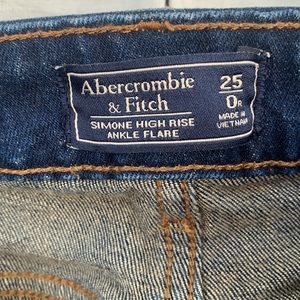 Abercrombie
& Fitch
SIMONE HIGH RISE
ANKLE FLARE
25
0R
MADE IN
VIETNAM